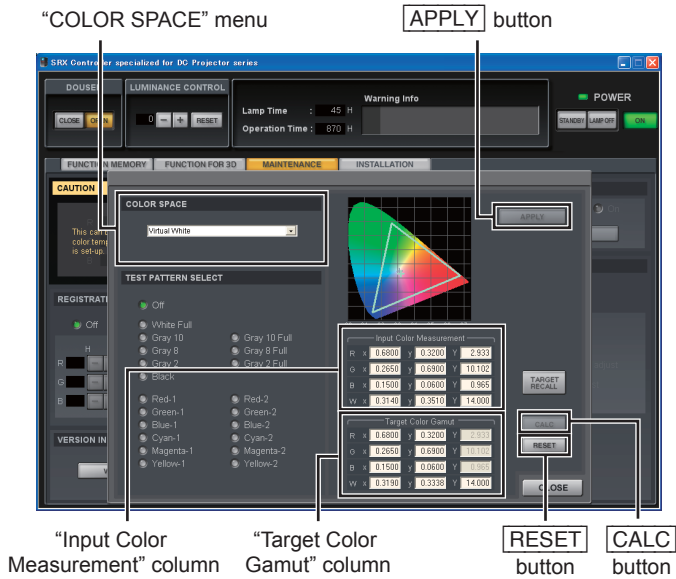 “COLOR SPACE” menu
APPLY button
SRX Controller specialized for DC Projector series
DOUSER
LUMINANCE CONTROL
CLOSE OPEN
0 − + RESET
Lamp Time : 45 H
Operation Time : 870 H
Warning Info
POWER
STANDBY LAMP OFF ON
FUNCTION MEMORY FUNCTION FOR 3D MAINTENANCE INSTALLATION
CAUTION
This can b
color temp
is set-up.
REGISTRATI
Off
H
R
G
B
VERSION IN
V
COLOR SPACE
Virtual White
TEST PATTERN SELECT
Off
White Full
Gray 10 Gray 10 Full
Gray 8 Gray 8 Full
Gray 2 Gray 2 Full
Black
Red-1 Red-2
Green-1 Green-2
Blue-1 Blue-2
Cyan-1 Cyan-2
Magenta-1 Magenta-2
Yellow-1 Yellow-2
APPLY
On
Input Color Measurement
R x 0.6800 y 0.3200 Y 2.933
G x 0.2650 y 0.6900 Y 10.102
B x 0.1500 y 0.0600 Y 0.965
W x 0.3140 y 0.3510 Y 14.000
Target Color Gamut
R x 0.6800 y 0.3200 Y 2.933
G x 0.2650 y 0.6900 Y 10.102
B x 0.1500 y 0.0600 Y 0.965
W x 0.3190 y 0.3338 Y 14.000
TARGET
RECALL
CALC
RESET
CLOSE
“Input Color
Measurement” column
“Target Color
Gamut” column
RESET
button
CALC
button